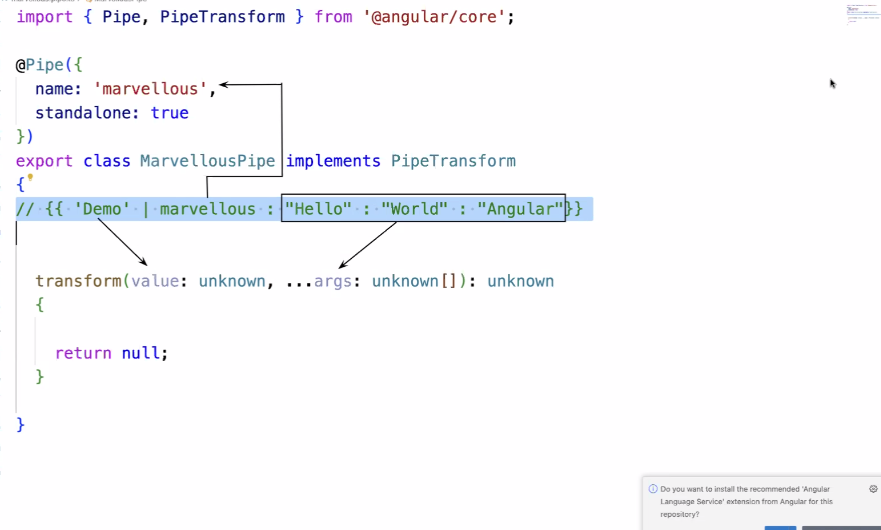 import { Pipe, PipeTransform } from '@angular/core';
@Pipe({
name: 'marvellous',
standalone: true
})
export class MarvellousPipe implements PipeTransform
{
// {{ 'Demo' | marvellous : "Hello" : "World" : "Angular"}}
transform(value: unknown, ...args: unknown[]): unknown
{
return null;
}
}
Do you want to install the recommended 'Angular
Language Service' extension from Angular for this
repository?